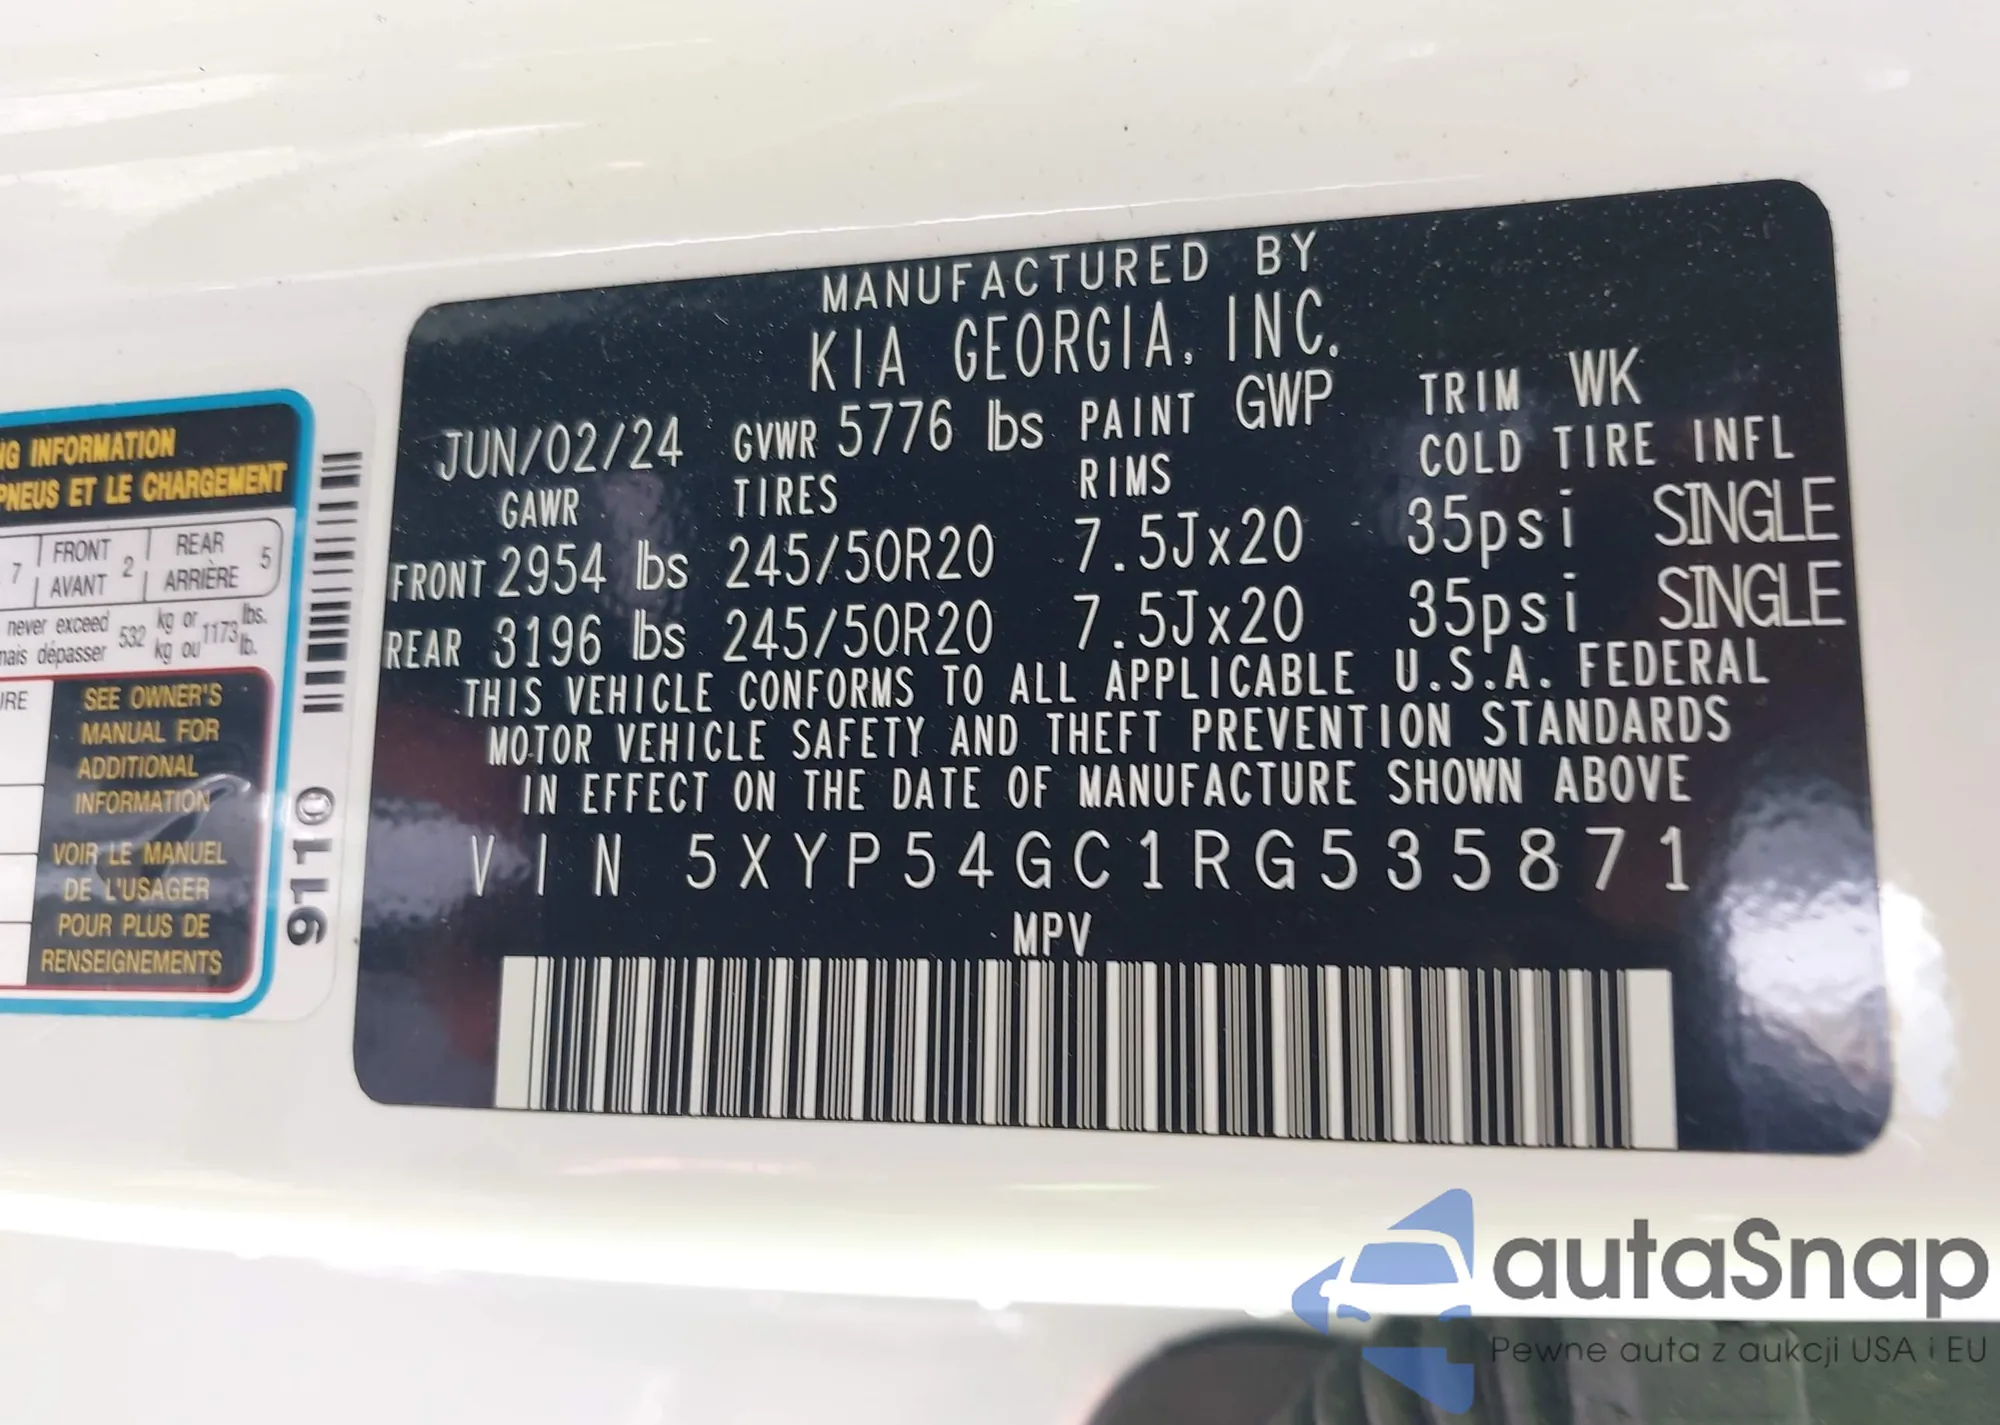 MANUFACTURED BY
KIA GEORGIA, INC.
JUN/02/24 GVWR 5776 lbs PAINT GWP TRIM WK
GAWR TIRES RIMS COLD TIRE INFL
FRONT 2954 lbs 245/50R20 7.5Jx20 35psi SINGLE
REAR 3196 lbs 245/50R20 7.5Jx20 35psi SINGLE
THIS VEHICLE CONFORMS TO ALL APPLICABLE U.S.A. FEDERAL
MOTOR VEHICLE SAFETY AND THEFT PREVENTION STANDARDS
IN EFFECT ON THE DATE OF MANUFACTURE SHOWN ABOVE
VIN 5XYP54GC1RG535871
MPV
INFORMATION
PNEUS ET LE CHARGEMENT
7 FRONT 2 REAR 5
AVANT ARRIÈRE
never exceed 532 kg or 1173 lbs.
dépasser kg ou lb.
SEE OWNER'S
MANUAL FOR
ADDITIONAL
INFORMATION
VOIR LE MANUEL
DE L'USAGER
POUR PLUS DE
RENSEIGNEMENTS
9110
autaSnap
Pewne auta z aukcji USA i EU